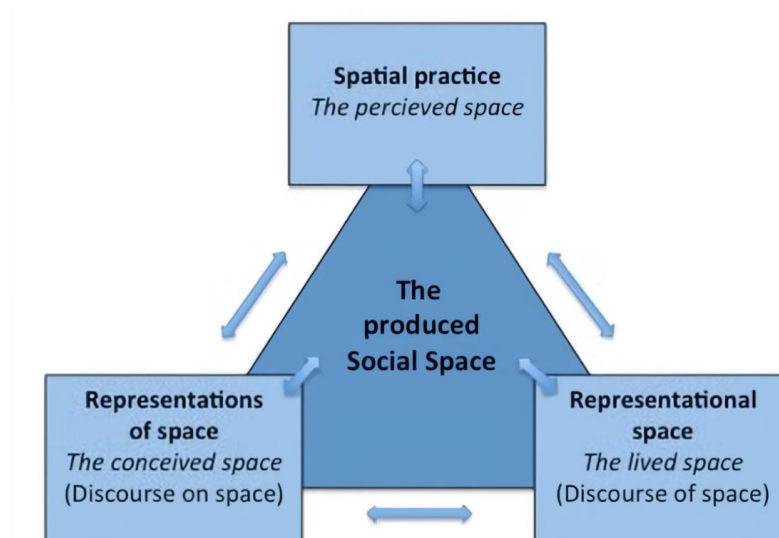 Spatial practice
The percieved space
The
produced
Social Space
Representations
of space
The conceived space
(Discourse on space)
Representational
space
The lived space
(Discourse of space)